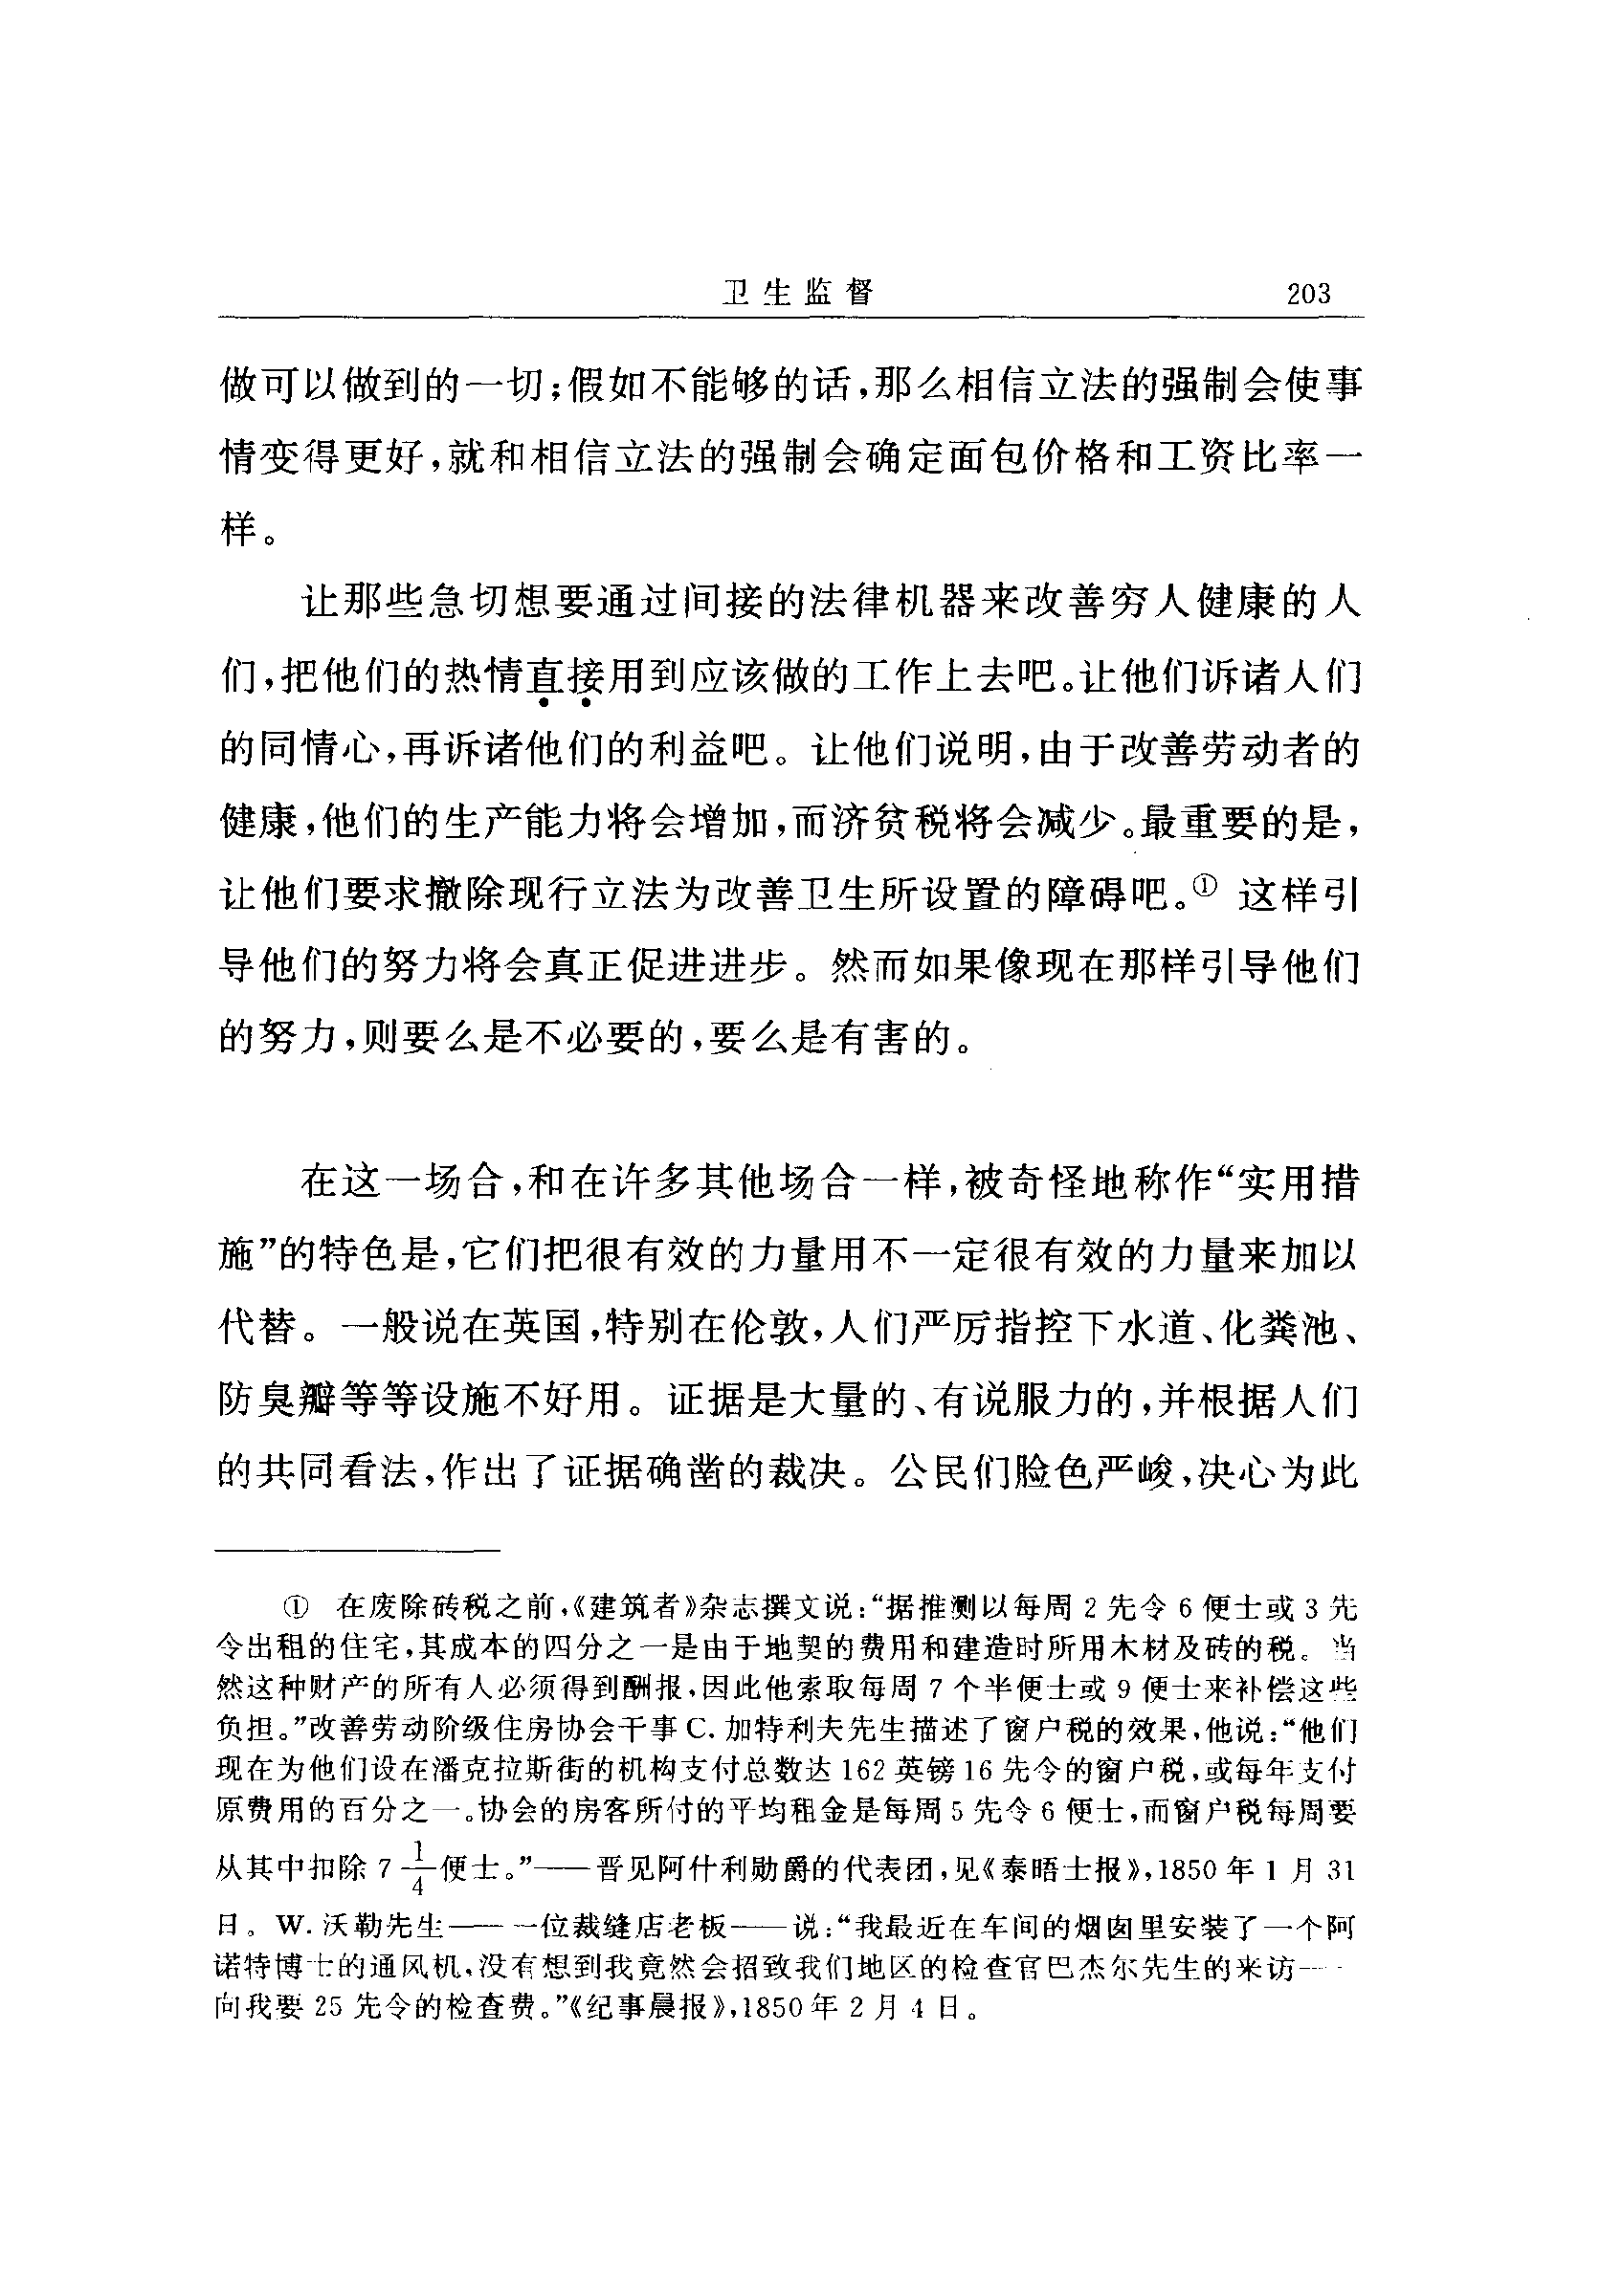 卫生监督 203
做可以做到的一切;假如不能够的话,那么相信立法的强制会使事
情变得更好,就和相信立法的强制会确定面包价格和工资比率一
样。
让那些急切想要通过间接的法律机器来改善穷人健康的人
们,把他们的热情直接用到应该做的工作上去吧。让他们诉诸人们
的同情心,再诉诸他们的利益吧。让他们说明,由于改善劳动者的
健康,他们的生产能力将会增加,而济贫税将会减少。最重要的是,
让他们要求撤除现行立法为改善卫生所设置的障碍吧。① 这样引
导他们的努力将会真正促进进步。然而如果像现在那样引导他们
的努力,则要么是不必要的,要么是有害的。
在这一场合,和在许多其他场合一样,被奇怪地称作“实用措
施”的特色是,它们把很有效的力量用不一定很有效的力量来加以
代替。一般说在英国,特别在伦敦,人们严厉指控下水道、化粪池、
防臭瓣等等设施不好用。证据是大量的、有说服力的,并根据人们
的共同看法,作出了证据确凿的裁决。公民们脸色严峻,决心为此
① 在废除砖税之前,《建筑者》杂志撰文说:“据推测以每周 2 先令 6 便士或 3 先
令出租的住宅,其成本的四分之一是由于地契的费用和建造时所用木材及砖的税。当
然这种财产的所有人必须得到酬报,因此他索取每周 7 个半便士或 9 便士来补偿这些
负担。”改善劳动阶级住房协会干事 C. 加特利夫先生描述了窗户税的效果,他说:“他们
现在为他们设在潘克拉斯街的机构支付总数达 162 英镑 16 先令的窗户税,或每年支付
原费用的百分之一。协会的房客所付的平均租金是每周 5 先令 6 便士,而窗户税每周要
从其中扣除 7 1/4 便士。”——晋见阿什利勋爵的代表团,见《泰晤士报》,1850 年 1 月 31
日。W. 沃勒先生——一位裁缝店老板——说:“我最近在车间的烟囱里安装了一个阿
诺特博士的通风机,没有想到我竟然会招致我们地区的检查官巴杰尔先生的来访——
向我要 25 先令的检查费。”《纪事晨报》,1850 年 2 月 4 日。